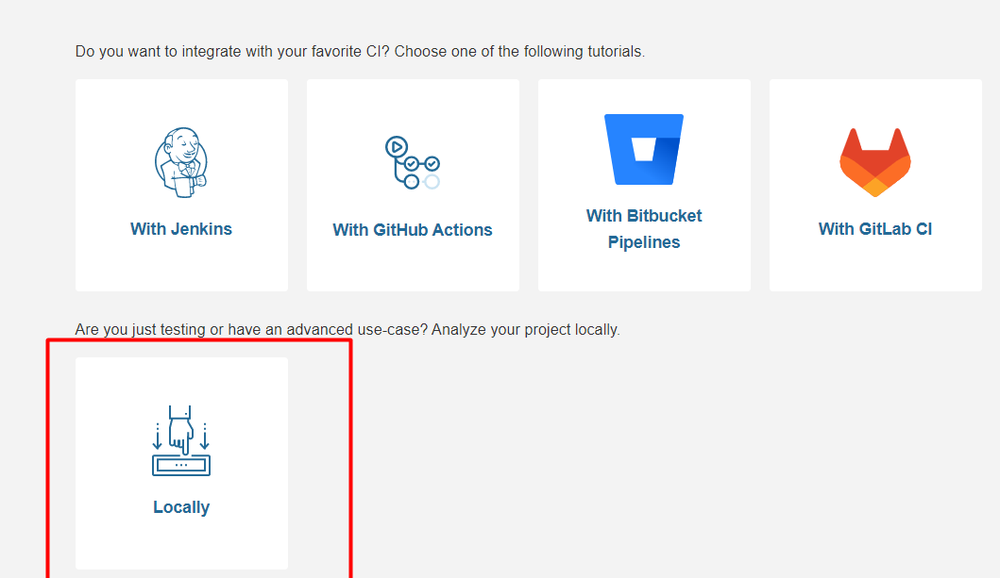 Do you want to integrate with your favorite CI? Choose one of the following tutorials.
With Jenkins
With GitHub Actions
With Bitbucket
Pipelines
With GitLab CI
Are you just testing or have an advanced use-case? Analyze your project locally.
Locally